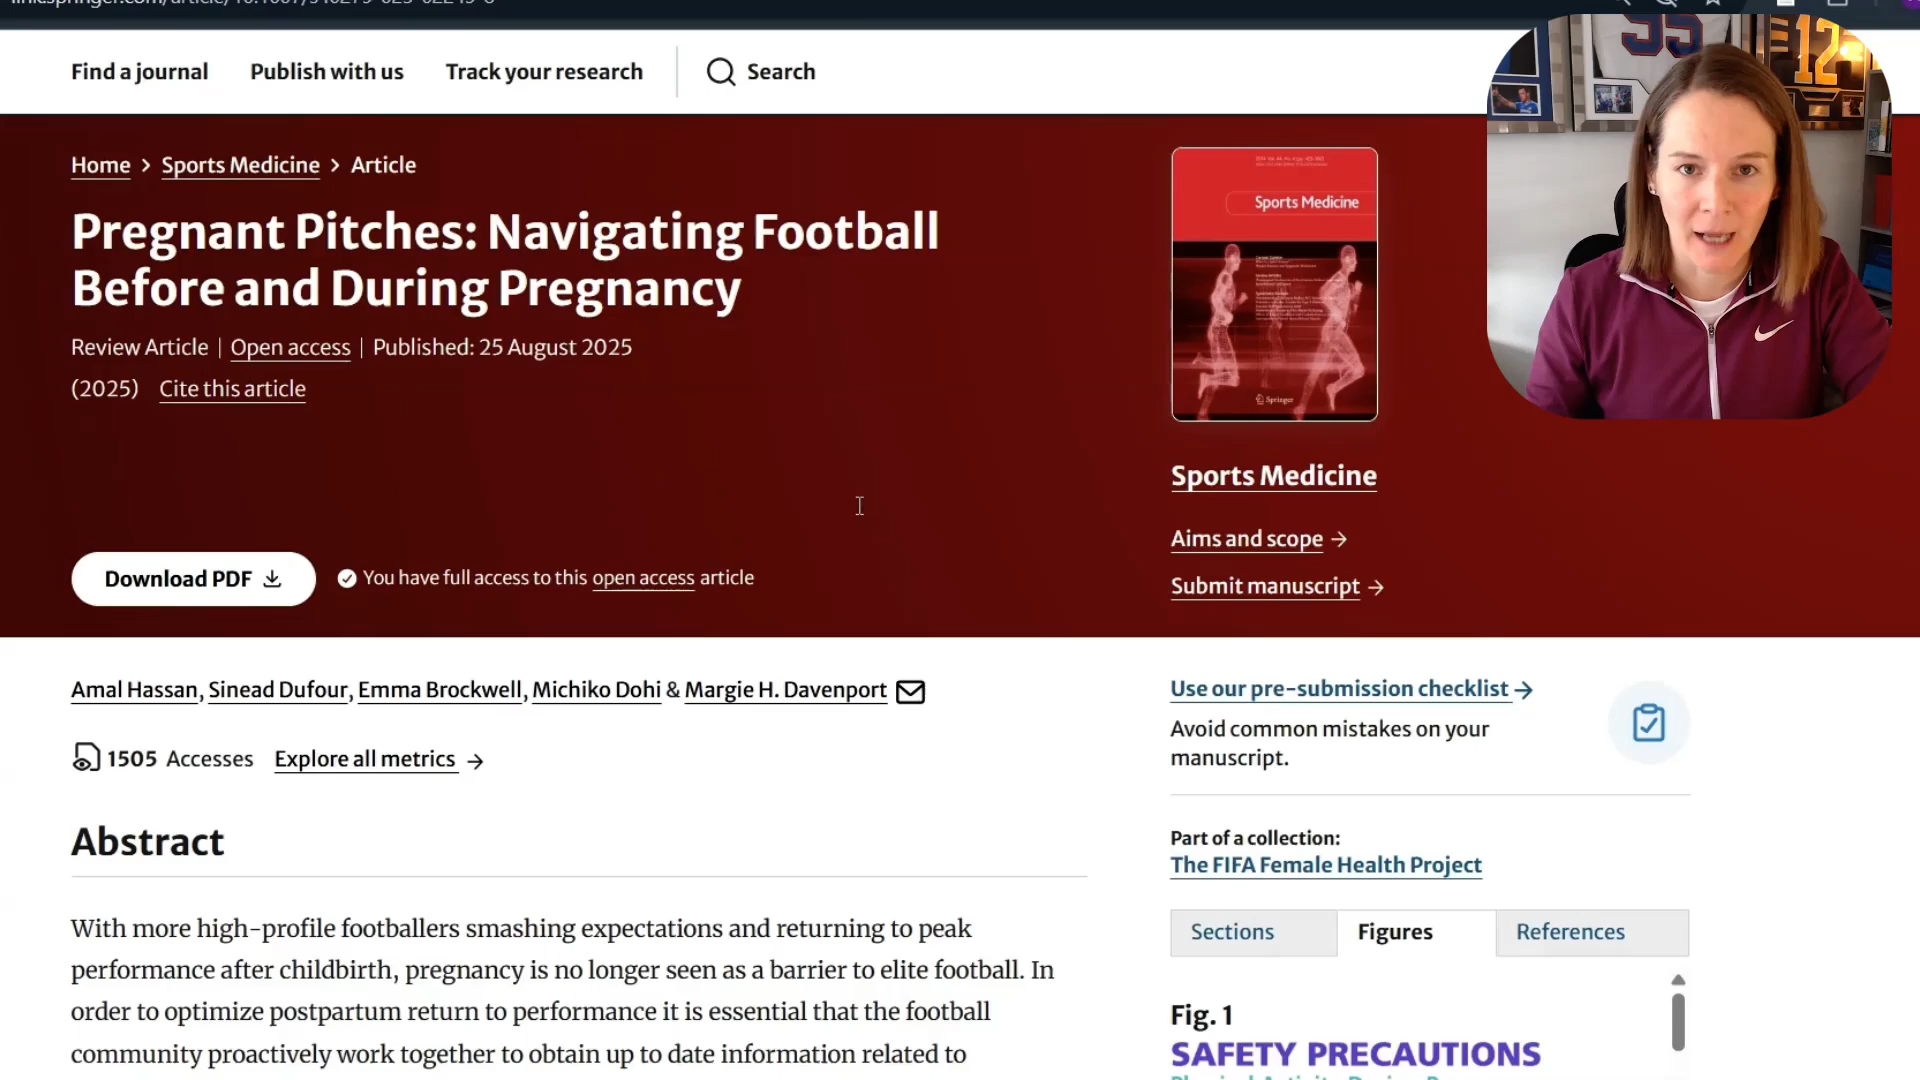 Find a journal
Publish with us
Track your research
Search
Home > Sports Medicine > Article
Pregnant Pitches: Navigating Football
Before and During Pregnancy
Review Article | Open access | Published: 25 August 2025
(2025) Cite this article
Download PDF
You have full access to this open access article
Sports Medicine
Springer
Sports Medicine
Aims and scope →
Submit manuscript →
12
Amal Hassan, Sinead Dufour, Emma Brockwell, Michiko Dohi & Margie H. Davenport
1505 Accesses
Explore all metrics →
Abstract
With more high-profile footballers smashing expectations and returning to peak
performance after childbirth, pregnancy is no longer seen as a barrier to elite football. In
order to optimize postpartum return to performance it is essential that the football
community proactively work together to obtain up to date information related to
Use our pre-submission checklist →
Avoid common mistakes on your
manuscript.
Part of a collection:
The FIFA Female Health Project
Sections
Figures
References
Fig. 1
SAFETY PRECAUTIONS